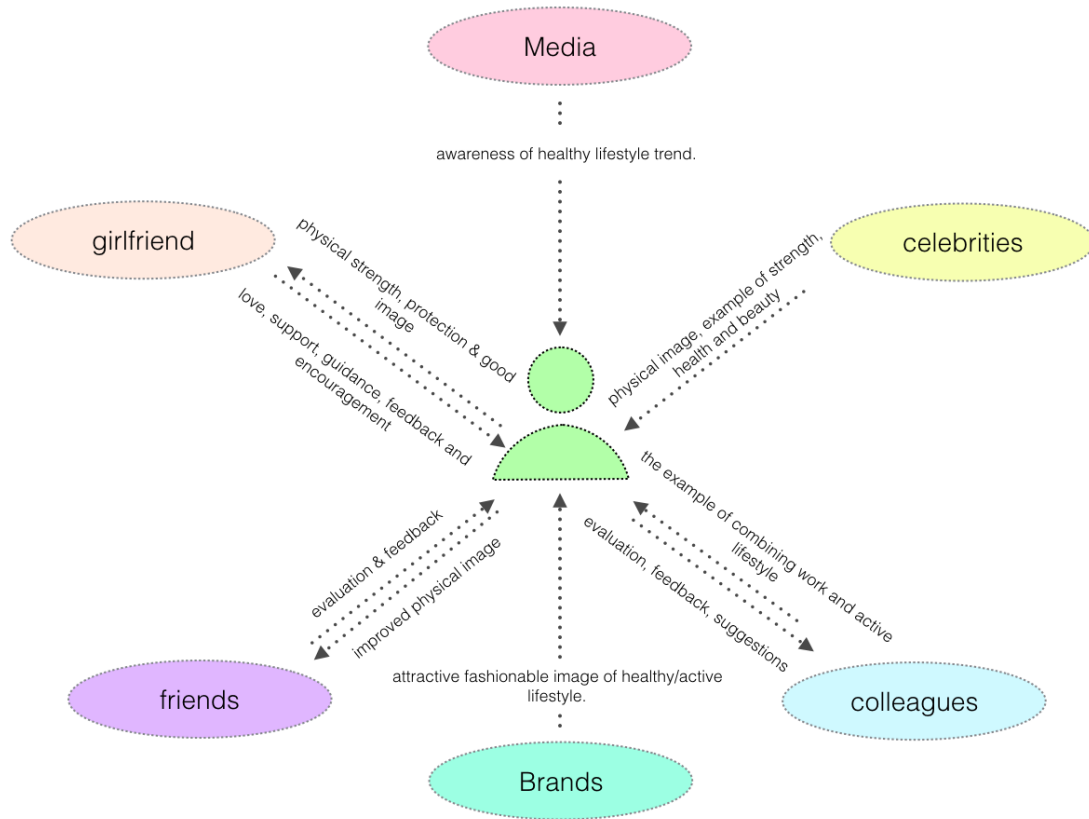 Media
awareness of healthy lifestyle trend.
girlfriend
celebrities
physical strength, protection & good
image
love, support, guidance, feedback and
encouragement
physical image, example of strength,
health and beauty
the example of combining work and active
lifestyle
evaluation, feedback, suggestions
evaluation & feedback
improved physical image
attractive fashionable image of healthy/active
lifestyle.
friends
colleagues
Brands